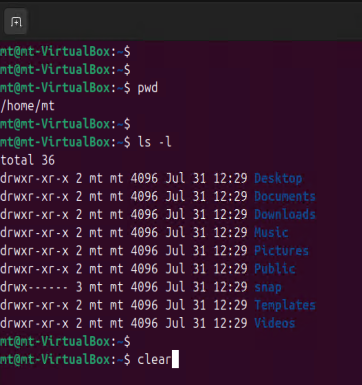 mt@mt-VirtualBox:~$
mt@mt-VirtualBox:~$
mt@mt-VirtualBox:~$ pwd
/home/mt
mt@mt-VirtualBox:~$
mt@mt-VirtualBox:~$ ls -l
total 36
drwxr-xr-x 2 mt mt 4096 Jul 31 12:29 Desktop
drwxr-xr-x 2 mt mt 4096 Jul 31 12:29 Documents
drwxr-xr-x 2 mt mt 4096 Jul 31 12:29 Downloads
drwxr-xr-x 2 mt mt 4096 Jul 31 12:29 Music
drwxr-xr-x 2 mt mt 4096 Jul 31 12:29 Pictures
drwxr-xr-x 2 mt mt 4096 Jul 31 12:29 Public
drwx------ 3 mt mt 4096 Jul 31 12:29 snap
drwxr-xr-x 2 mt mt 4096 Jul 31 12:29 Templates
drwxr-xr-x 2 mt mt 4096 Jul 31 12:29 Videos
mt@mt-VirtualBox:~$
mt@mt-VirtualBox:~$ clear